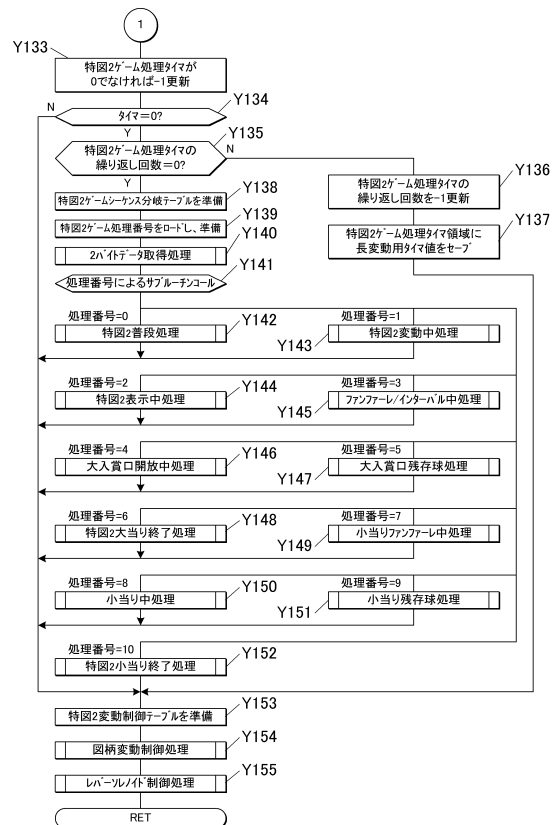 1
Y133
特図2ゲーム処理タイマが
0でなければ-1更新
N
タイマ=0?
Y134
Y
Y135
特図2ゲーム処理タイマの
繰り返し回数=0?
N
Y
Y138
特図2ゲームシーケンス分岐テーブルを準備
Y139
特図2ゲーム処理番号をロードし、準備
Y140
2バイトデータ取得処理
Y141
処理番号によるサブルーチンコール
Y136
特図2ゲーム処理タイマの
繰り返し回数を-1更新
Y137
特図2ゲーム処理タイマ領域に
長変動用タイマ値をセーブ
処理番号=0
特図2普段処理
Y142
処理番号=1
特図2変動中処理
Y143
処理番号=2
特図2表示中処理
Y144
処理番号=3
ファンファーレ/インターバル中処理
Y145
処理番号=4
大入賞口開放中処理
Y146
処理番号=5
大入賞口残存球処理
Y147
処理番号=6
特図2大当り終了処理
Y148
処理番号=7
小当りファンファーレ中処理
Y149
処理番号=8
小当り中処理
Y150
処理番号=9
小当り残存球処理
Y151
処理番号=10
特図2小当り終了処理
Y152
特図2変動制御テーブルを準備
Y153
図柄変動制御処理
Y154
レバーソレノイド制御処理
Y155
RET